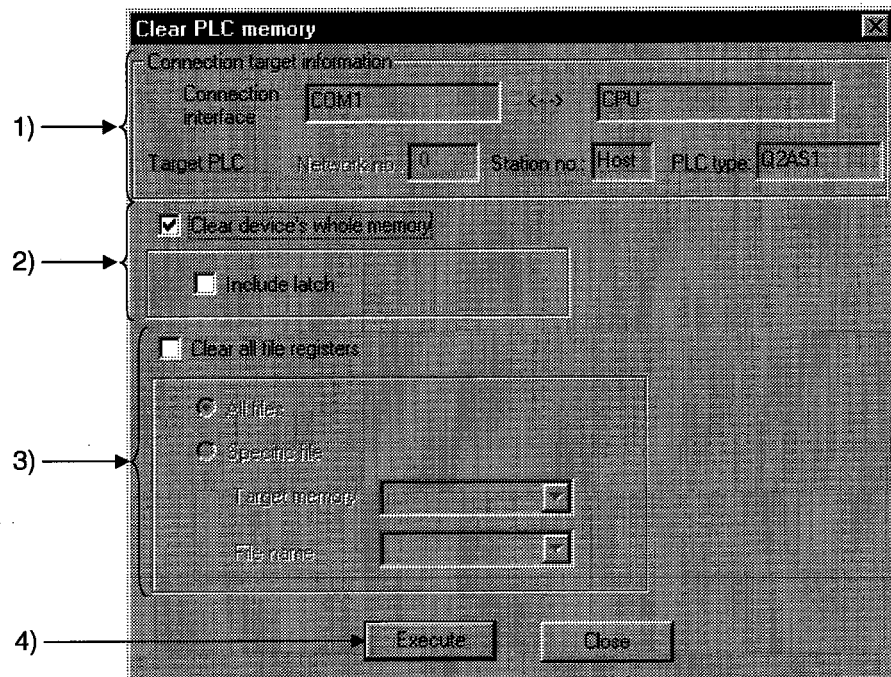 Clear PLC memory
Connection target information
1)
Connection interface
COM1
<-->
CPU
Target PLC
Network no.:
0
Station no.:
Host
PLC type:
Q2AS1
2)
Clear device's whole memory
Include latch
Clear all file registers
3)
All files
Specific file
Target memory
File name
4)
Execute
Close